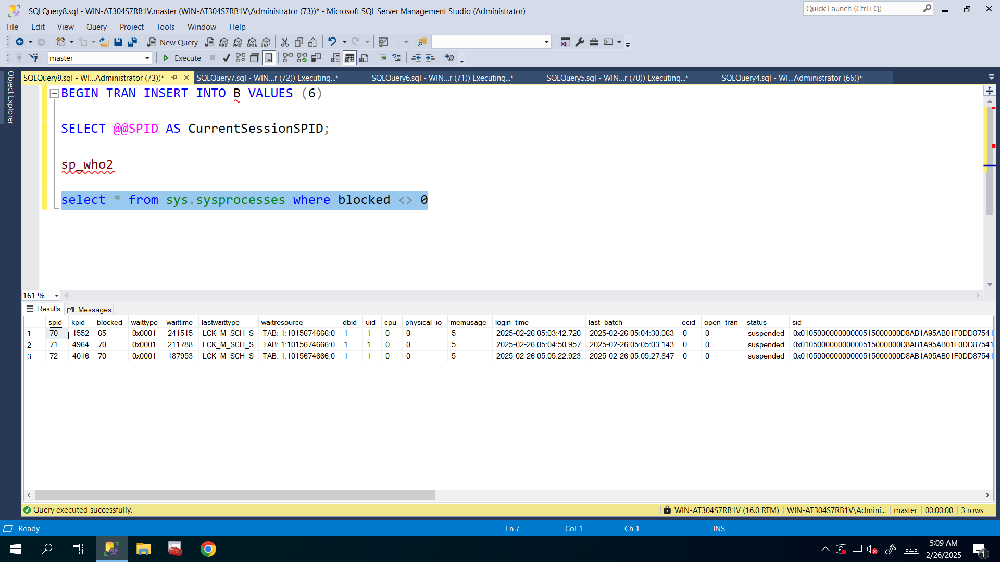 SQLQuery8.sql - WIN-AT304S7RB1V.master (WIN-AT304S7RB1V\Administrator (73))* - Microsoft SQL Server Management Studio (Administrator)
Quick Launch (Ctrl+Q)
File Edit View Query Project Tools Window Help
New Query
MDX DMX XMLA DAX
master
Execute
Object Explorer
SQLQuery8.sql - WI...Administrator (73))*
SQLQuery7.sql - WIN...r (72)) Executing...*
SQLQuery6.sql - WIN...r (71)) Executing...*
SQLQuery5.sql - WIN...r (70)) Executing...*
SQLQuery4.sql - WI...Administrator (66))*
BEGIN TRAN INSERT INTO B VALUES (6)
SELECT @@SPID AS CurrentSessionSPID;
sp_who2
select * from sys.sysprocesses where blocked <> 0
161 %
Results Messages
spid kpid blocked waittype waittime lastwaittype waitresource dbid uid cpu physical_io memusage login_time last_batch ecid open_tran status sid
1 70 1552 65 0x0001 241515 LCK_M_SCH_S TAB: 1:1015674666:0 1 1 0 0 5 2025-02-26 05:03:42.720 2025-02-26 05:04:30.063 0 0 suspended 0x010500000000000515000000D8AB1A95AB01F0DD87541
2 71 4964 70 0x0001 211788 LCK_M_SCH_S TAB: 1:1015674666:0 1 1 0 0 5 2025-02-26 05:04:50.957 2025-02-26 05:05:03.143 0 0 suspended 0x010500000000000515000000D8AB1A95AB01F0DD87541
3 72 4016 70 0x0001 187953 LCK_M_SCH_S TAB: 1:1015674666:0 1 1 0 0 5 2025-02-26 05:05:22.923 2025-02-26 05:05:27.847 0 0 suspended 0x010500000000000515000000D8AB1A95AB01F0DD87541
Query executed successfully.
WIN-AT304S7RB1V (16.0 RTM) WIN-AT304S7RB1V\Admini... master 00:00:00 3 rows
Ready Ln 7 Col 1 Ch 1 INS
5:09 AM
2/26/2025
1